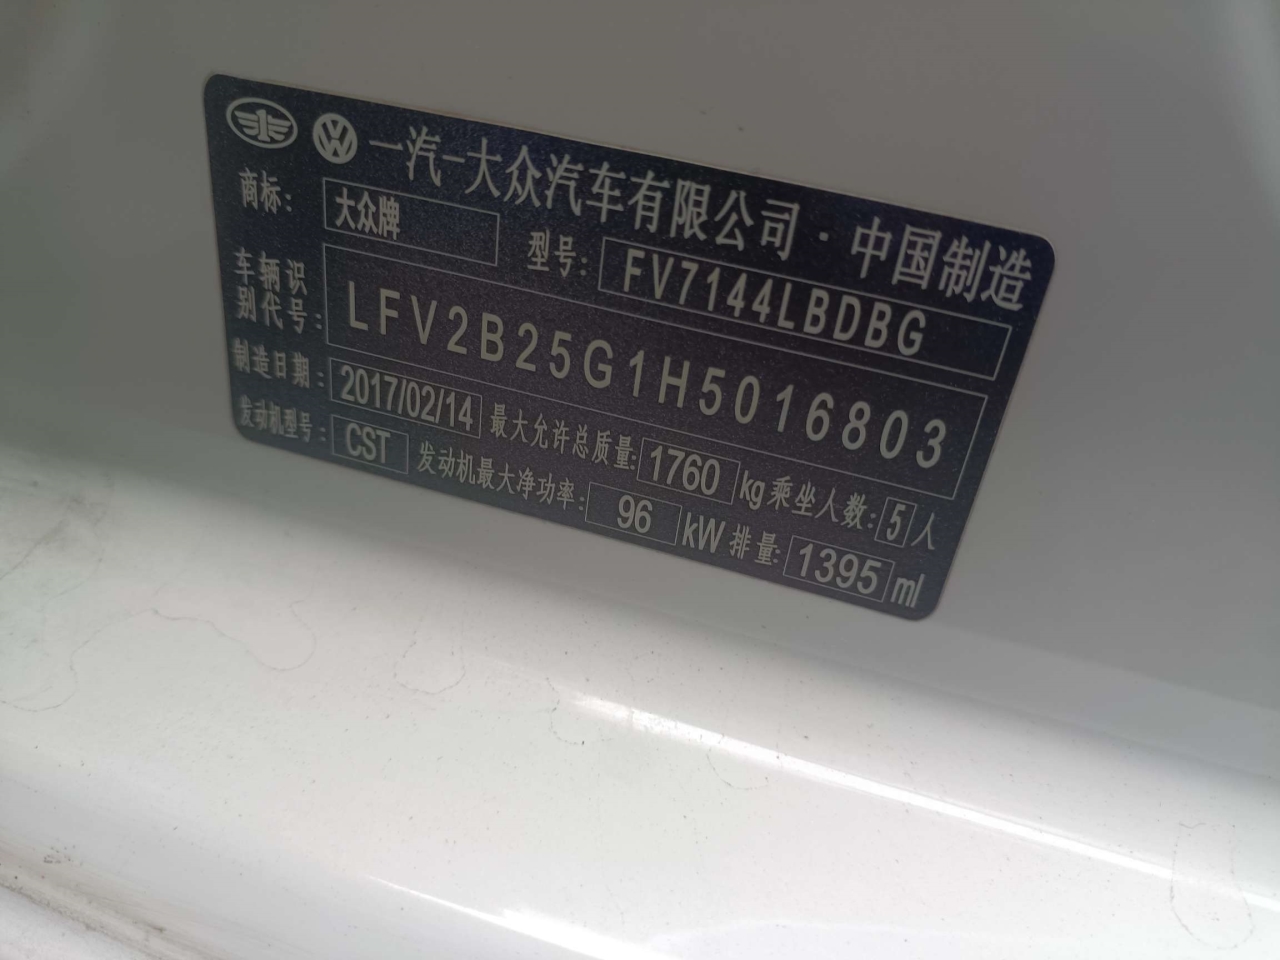 一汽-大众汽车有限公司·中国制造
商标: 大众牌 型号: FV7144LBDBG
车辆识别代号: LFV2B25G1H5016803
制造日期: 2017/02/14 最大允许总质量: 1760 kg 乘坐人数: 5 人
发动机型号: CST 发动机最大净功率: 96 kW 排量: 1395 ml